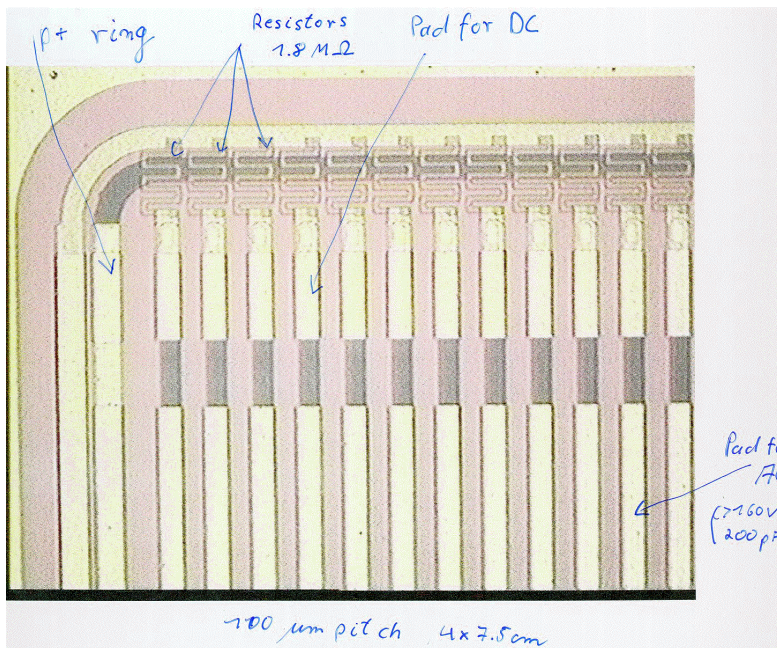 p+ ring
Resistors
1.8 MΩ
Pad for DC
Pad f
A
(>160V
200pF
100 µm pitch 4x7.5cm